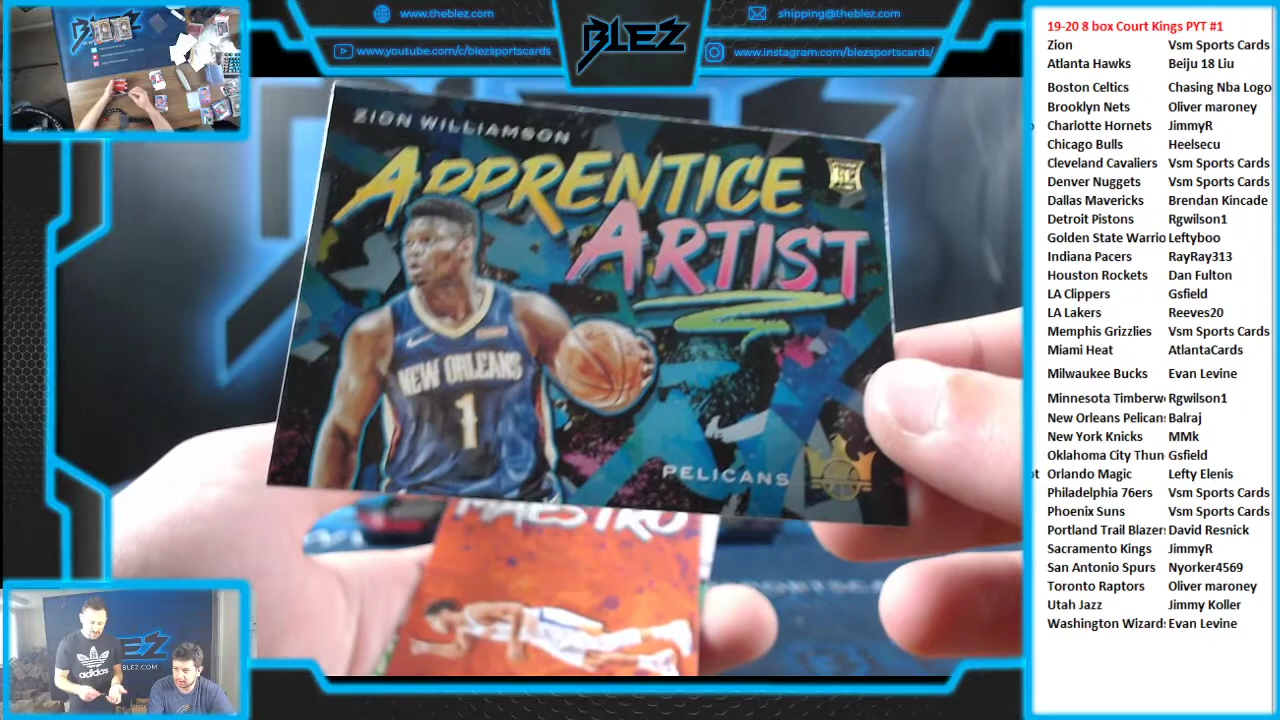 www.theblez.com
www.youtube.com/c/blezsportscards
BLEZ
shipping@theblez.com
www.instagram.com/blezsportscards/
ZION WILLIAMSON
APPRENTICE
ARTIST
RC
NEW ORLEANS
1
PELICANS
MAESTRO
adidas
BLEZ.COM
19-20 8 box Court Kings PYT #1
Zion Vsm Sports Cards
Atlanta Hawks Beiju 18 Liu
Boston Celtics Chasing Nba Logo
Brooklyn Nets Oliver maroney
Charlotte Hornets JimmyR
Chicago Bulls Heelsecu
Cleveland Cavaliers Vsm Sports Cards
Denver Nuggets Vsm Sports Cards
Dallas Mavericks Brendan Kincade
Detroit Pistons Rgwilson1
Golden State Warrio Leftyboo
Indiana Pacers RayRay313
Houston Rockets Dan Fulton
LA Clippers Gsfield
LA Lakers Reeves20
Memphis Grizzlies Vsm Sports Cards
Miami Heat AtlantaCards
Milwaukee Bucks Evan Levine
Minnesota Timberw Rgwilson1
New Orleans Pelican Balraj
New York Knicks MMk
Oklahoma City Thun Gsfield
Orlando Magic Lefty Elenis
Philadelphia 76ers Vsm Sports Cards
Phoenix Suns Vsm Sports Cards
Portland Trail Blazer David Resnick
Sacramento Kings JimmyR
San Antonio Spurs Nyorker4569
Toronto Raptors Oliver maroney
Utah Jazz Jimmy Koller
Washington Wizard Evan Levine